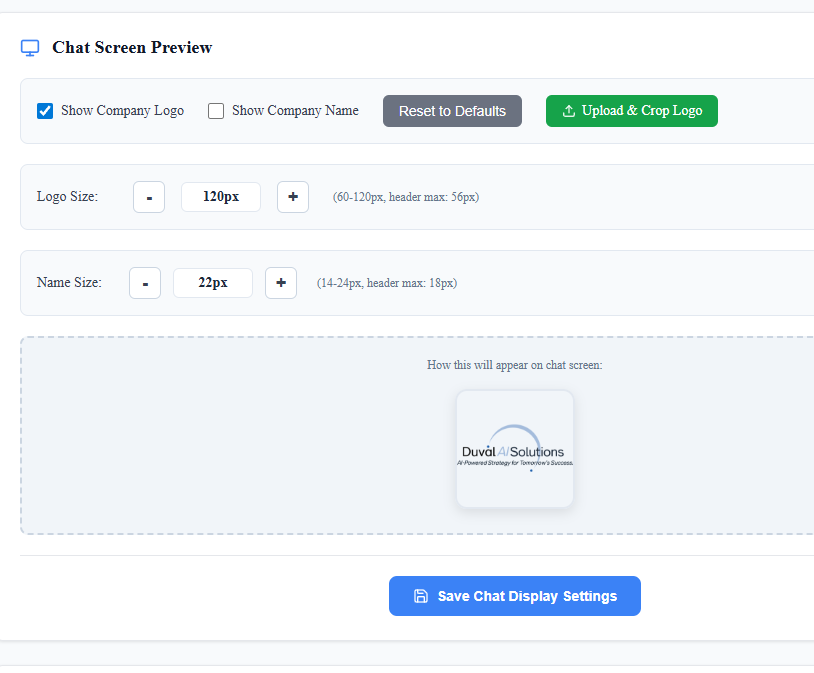 Chat Screen Preview
Show Company Logo Show Company Name Reset to Defaults Upload & Crop Logo
Logo Size: - 120px + (60-120px, header max: 56px)
Name Size: - 22px + (14-24px, header max: 18px)
How this will appear on chat screen:
Duval AI Solutions
AI-Powered Strategy for Tomorrow's Success.
Save Chat Display Settings